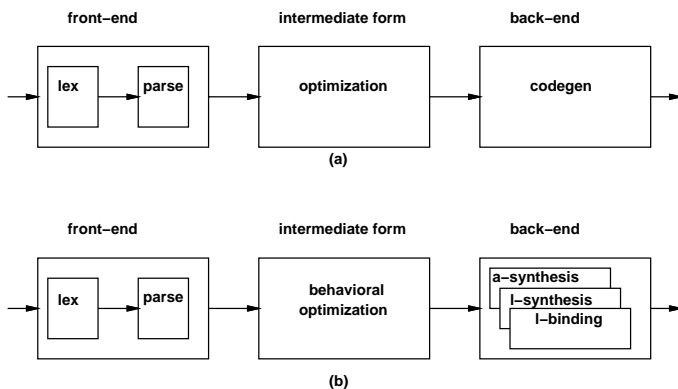 front–end intermediate form back–end
lex parse optimization codegen
(a)
front–end intermediate form back–end
lex parse behavioral optimization a–synthesis
l–synthesis
l–binding
(b)